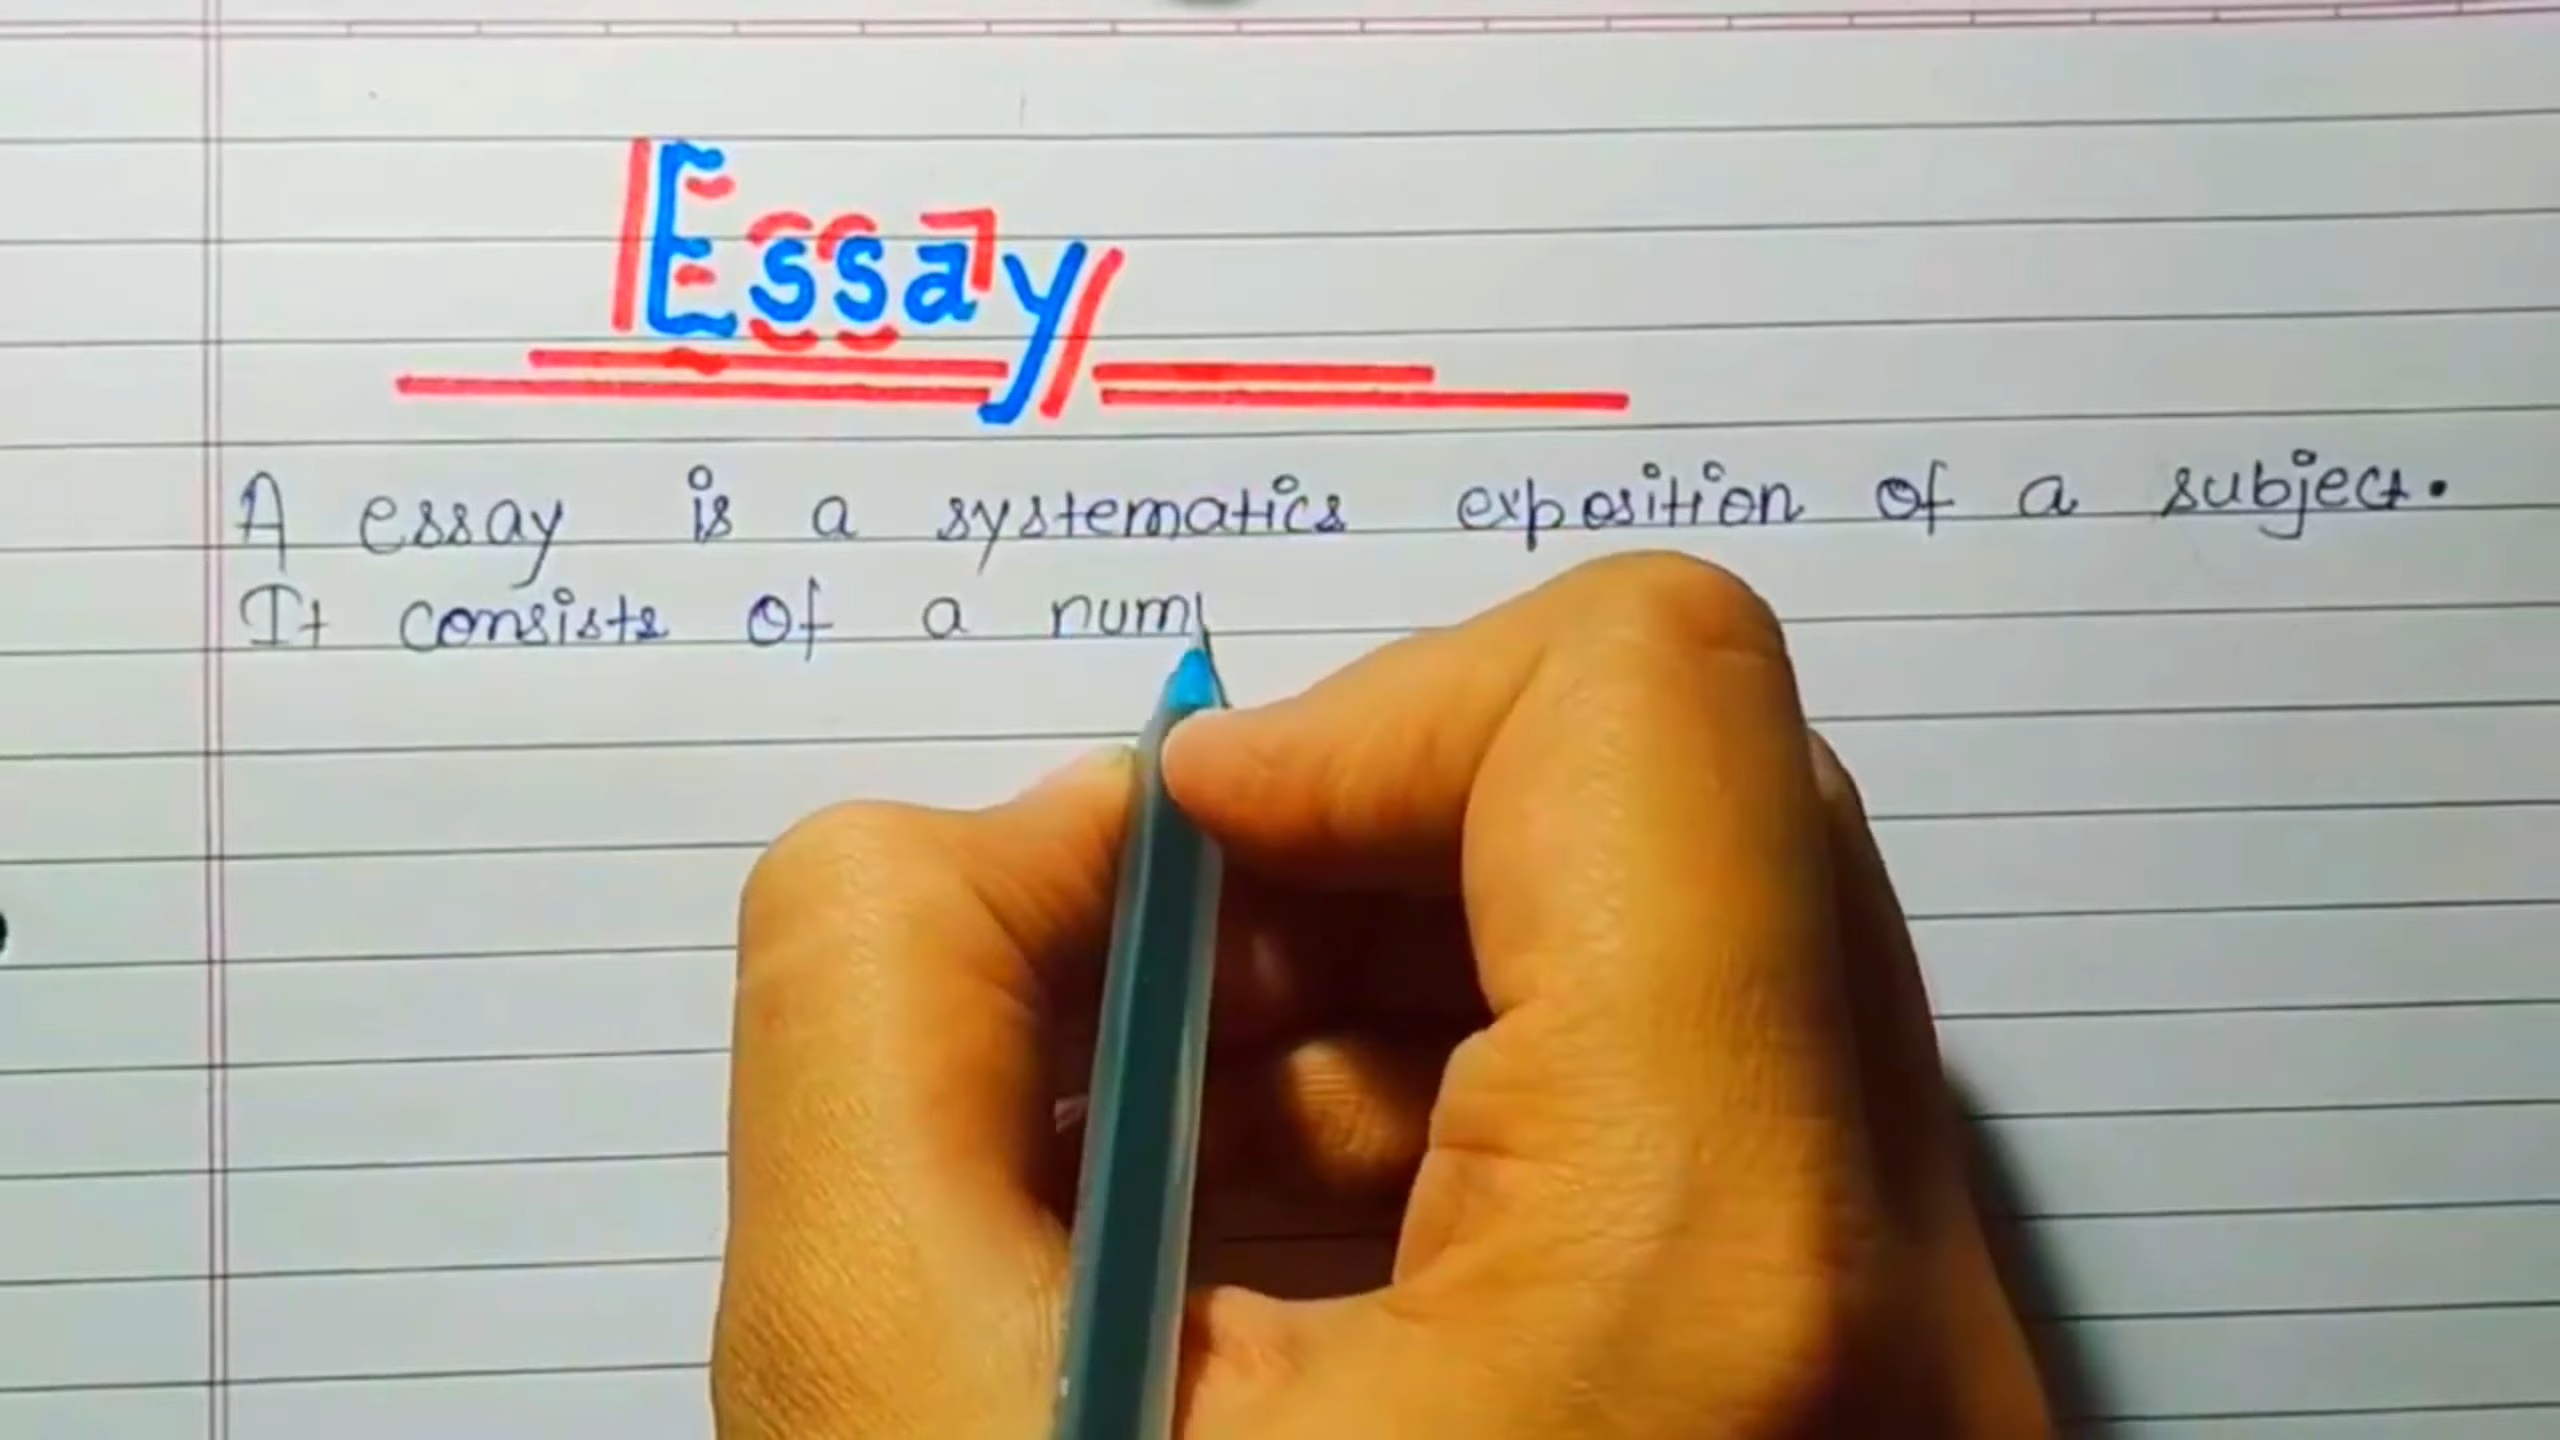 Essay
A essay is a systematics exposition of a subject.
It consists of a num